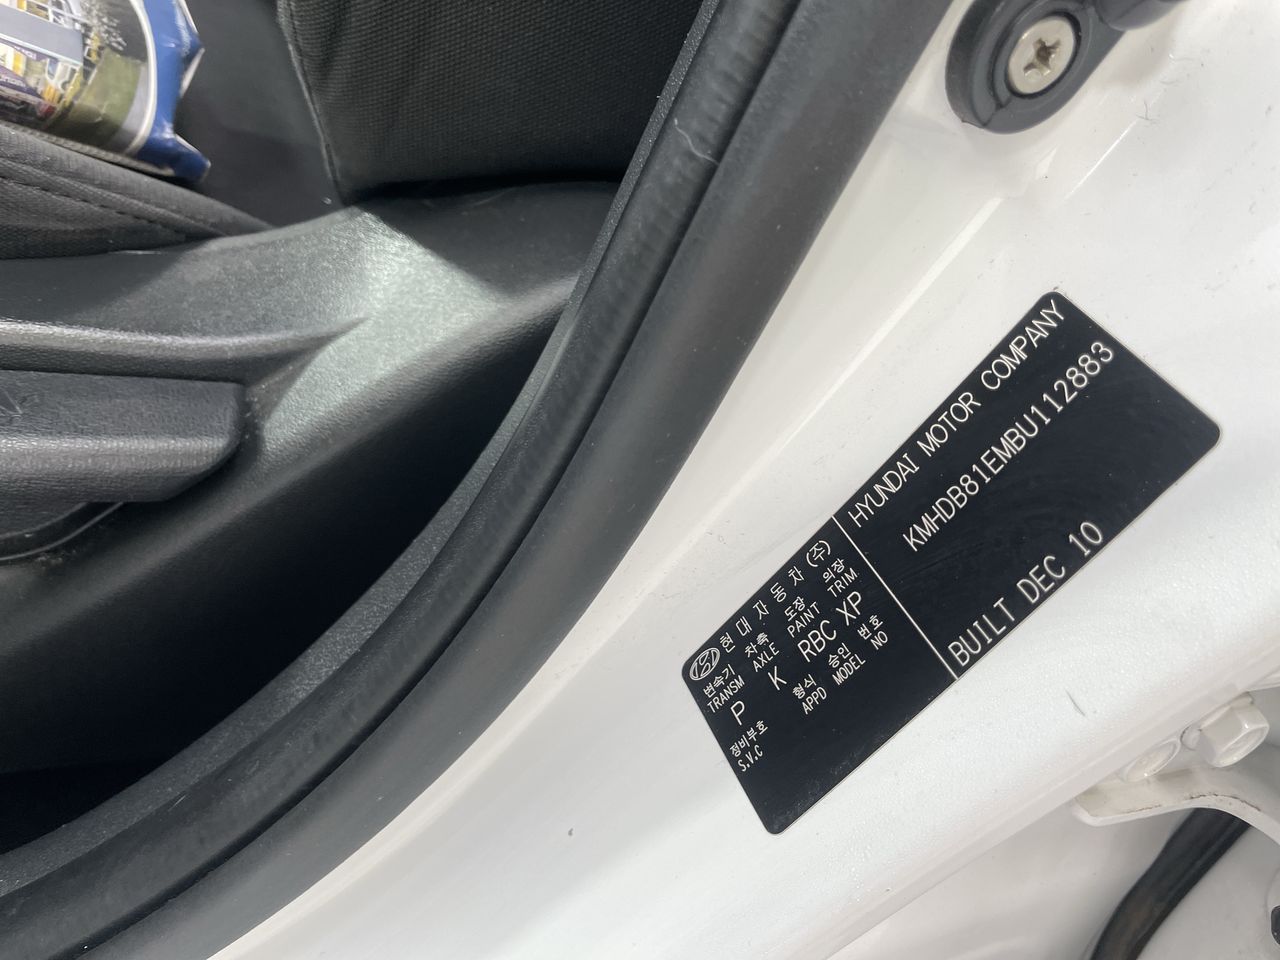 HYUNDAI MOTOR COMPANY
KMHDB81EMBU112883
BUILT DEC 10
현대자동차(주)
변속기 차축 도장 의장
TRANSM AXLE PAINT TRIM
P K RBC XP
형식 승인 번호
APPD MODEL NO
정비부호
S.V.C